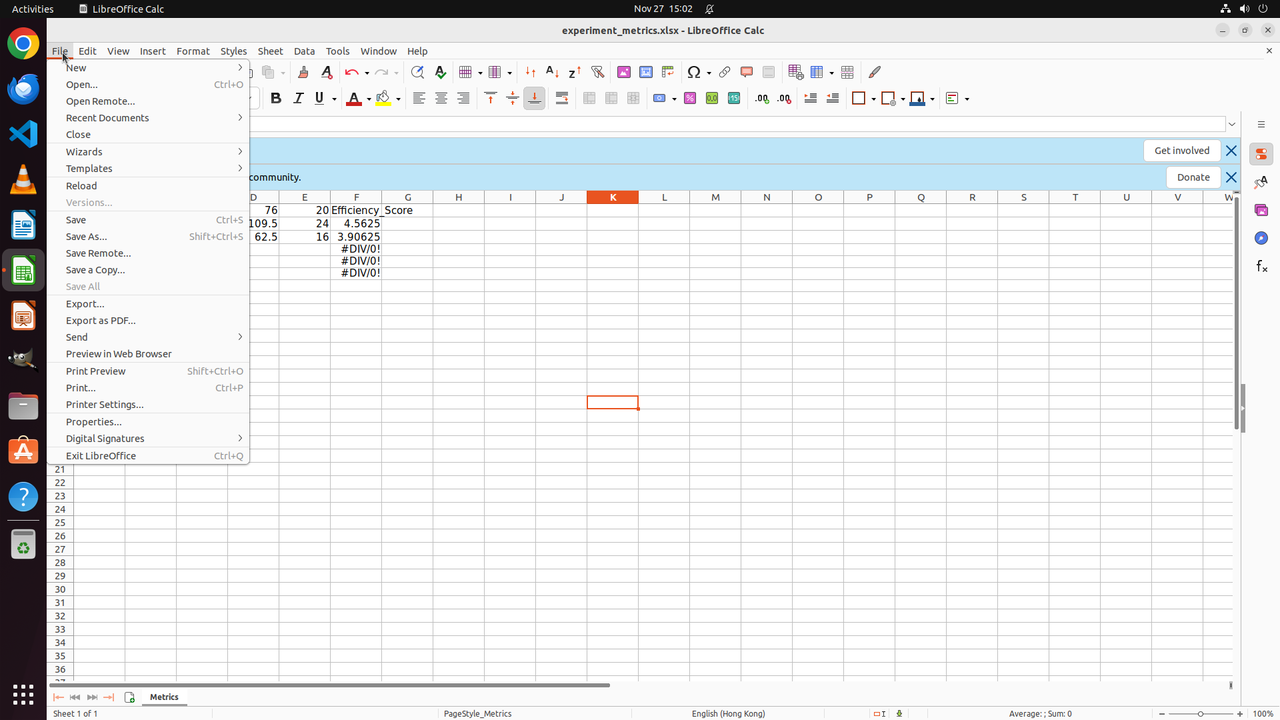 Activities LibreOffice Calc Nov 27 15:02
experiment_metrics.xlsx - LibreOffice Calc
File Edit View Insert Format Styles Sheet Data Tools Window Help
New
Open... Ctrl+O
Open Remote...
Recent Documents
Close
Wizards
Templates
Reload
Versions...
Save Ctrl+S
Save As... Shift+Ctrl+S
Save Remote...
Save a Copy...
Save All
Export...
Export as PDF...
Send
Preview in Web Browser
Print Preview Shift+Ctrl+O
Print... Ctrl+P
Printer Settings...
Properties...
Digital Signatures
Exit LibreOffice Ctrl+Q
Get involved
community. Donate
D E F G H I J K L M N O P Q R S T U V W
76 20 Efficiency_Score
109.5 24 4.5625
62.5 16 3.90625
#DIV/0!
#DIV/0!
#DIV/0!
21
22
23
24
25
26
27
28
29
30
31
32
33
34
35
36
Metrics
Sheet 1 of 1 PageStyle_Metrics English (Hong Kong) Average: ; Sum: 0 100%